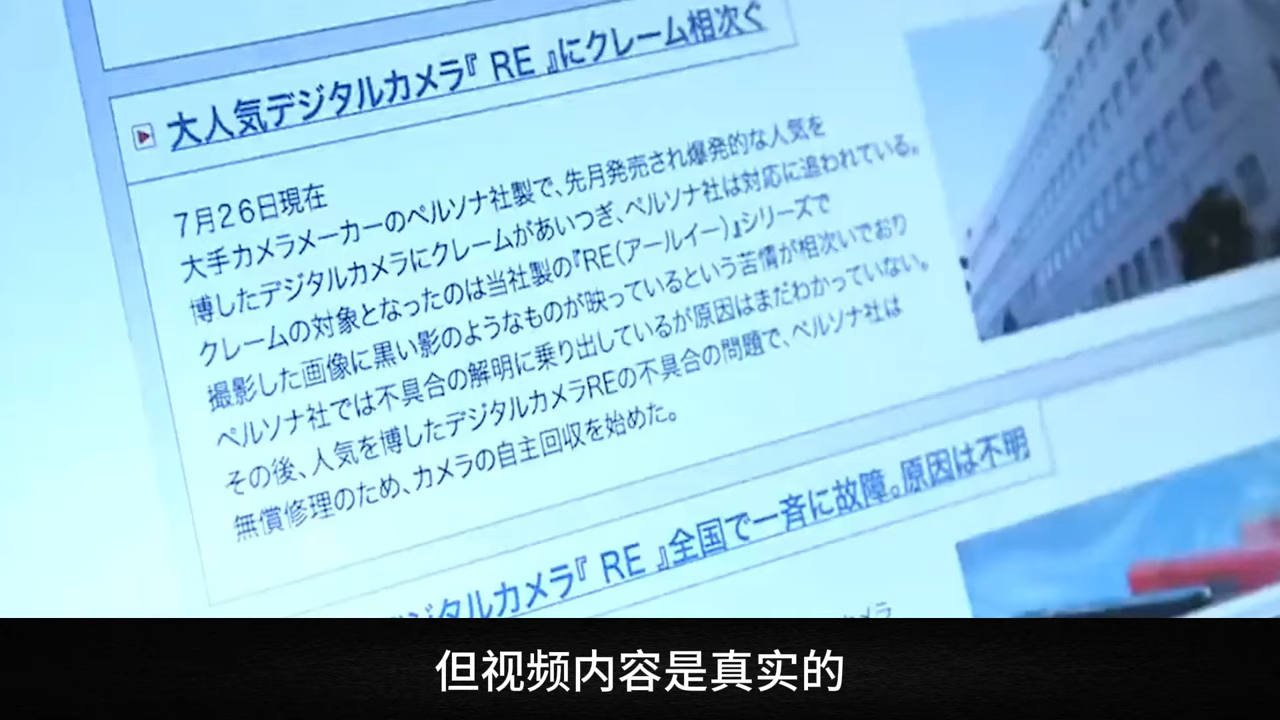 大人気デジタルカメラ『 RE 』にクレーム相次ぐ
7月26日現在
大手カメラメーカーのペルソナ社製で、先月発売され爆発的な人気を
博したデジタルカメラにクレームがあいつぎ、ペルソナ社は対応に追われている。
クレームの対象となったのは当社製の『RE(アールイー)』シリーズで
撮影した画像に黒い影のようなものが映っているという苦情が相次いでおり
ペルソナ社では不具合の解明に乗り出しているが原因はまだわかっていない。
その後、人気を博したデジタルカメラREの不具合の問題で、ペルソナ社は
無償修理のため、カメラの自主回収を始めた。
デジタルカメラ『 RE 』全国で一斉に故障。原因は不明
カメラ
但视频内容是真实的